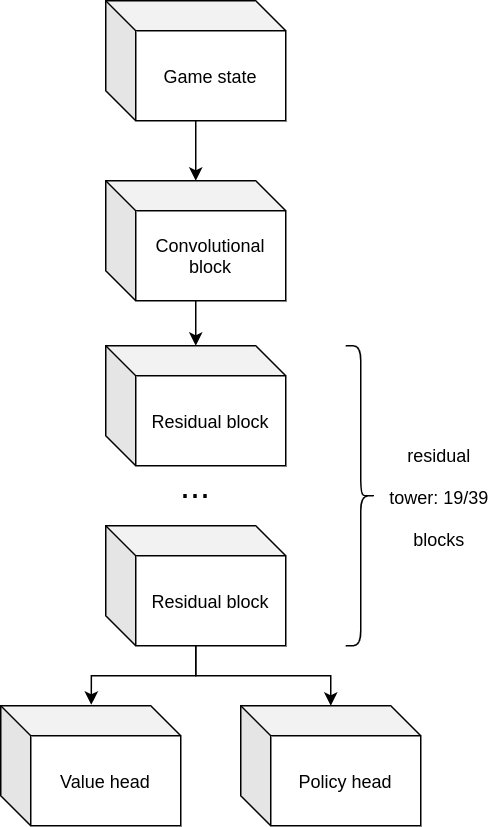 Game state
Convolutional
block
Residual block
...
Residual block
residual
tower: 19/39
blocks
Value head
Policy head